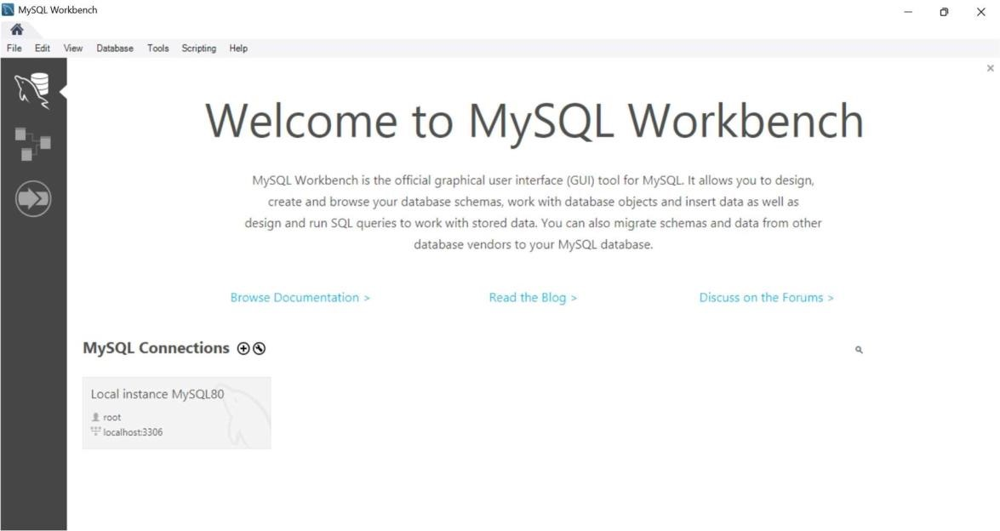 MySQL Workbench
File Edit View Database Tools Scripting Help
Welcome to MySQL Workbench
MySQL Workbench is the official graphical user interface (GUI) tool for MySQL. It allows you to design,
create and browse your database schemas, work with database objects and insert data as well as
design and run SQL queries to work with stored data. You can also migrate schemas and data from other
database vendors to your MySQL database.
Browse Documentation > Read the Blog > Discuss on the Forums >
MySQL Connections
Local instance MySQL80
root
localhost:3306